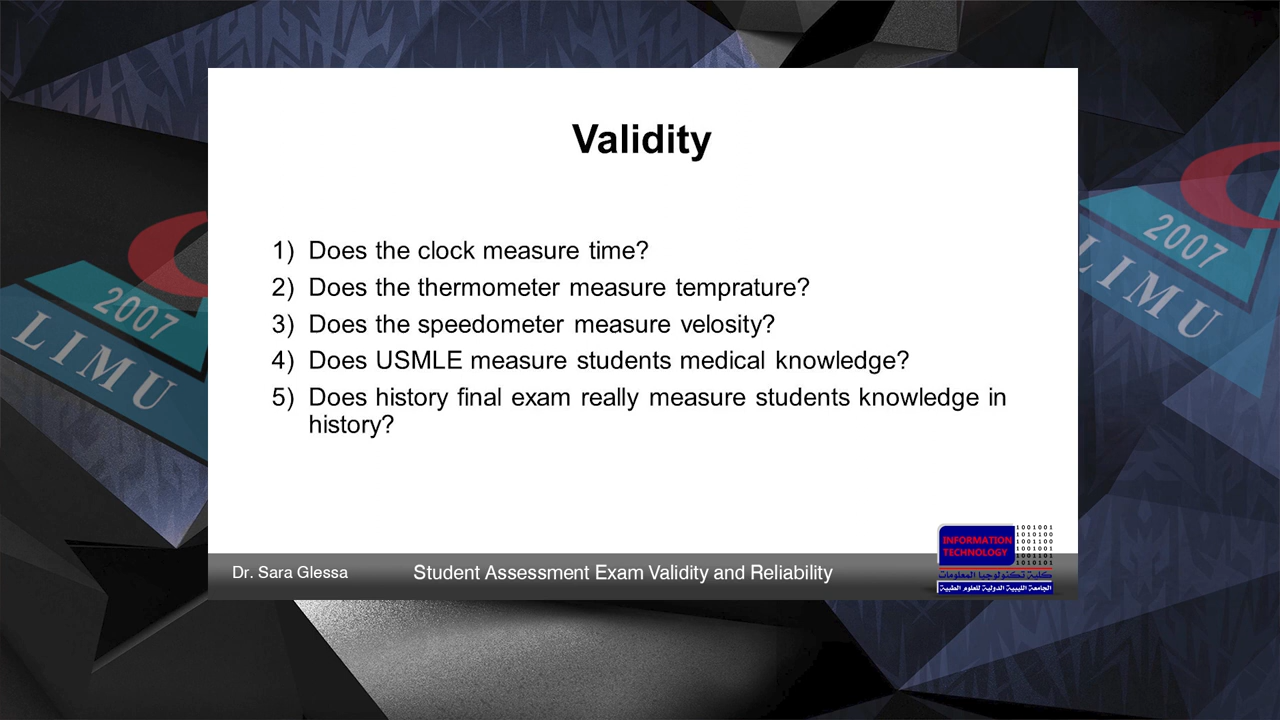 Validity
1) Does the clock measure time?
2) Does the thermometer measure temprature?
3) Does the speedometer measure velosity?
4) Does USMLE measure students medical knowledge?
5) Does history final exam really measure students knowledge in
history?
2007
LIMU
2007
LIMU
INFORMATION
TECHNOLOGY
1001001
1010100
1001100
1001001
1001101
1010101
كلية تكنولوجيا المعلومات
الجامعة الليبية الدولية للعلوم الطبية
Dr. Sara Glessa
Student Assessment Exam Validity and Reliability